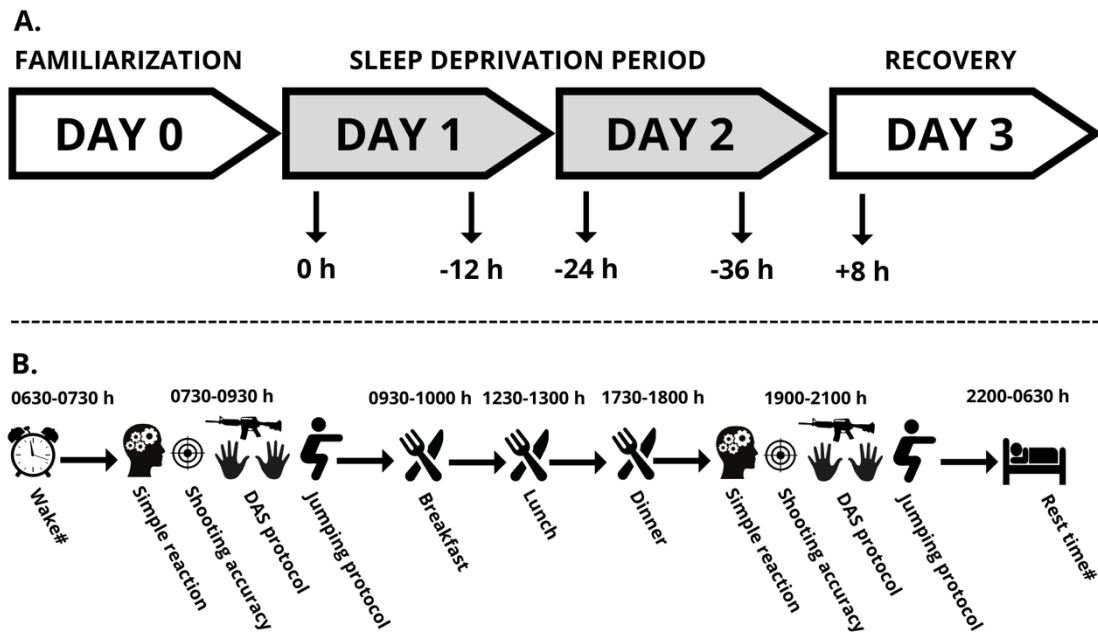 A.
FAMILIARIZATION SLEEP DEPRIVATION PERIOD RECOVERY
DAY 0 DAY 1 DAY 2 DAY 3
0 h -12 h -24 h -36 h +8 h
B.
0630-0730 h 0730-0930 h 0930-1000 h 1230-1300 h 1730-1800 h 1900-2100 h 2200-0630 h
Wake#
Simple reaction
Shooting accuracy
DAS protocol
Jumping protocol
Breakfast
Lunch
Dinner
Simple reaction
Shooting accuracy
DAS protocol
Jumping protocol
Rest time#